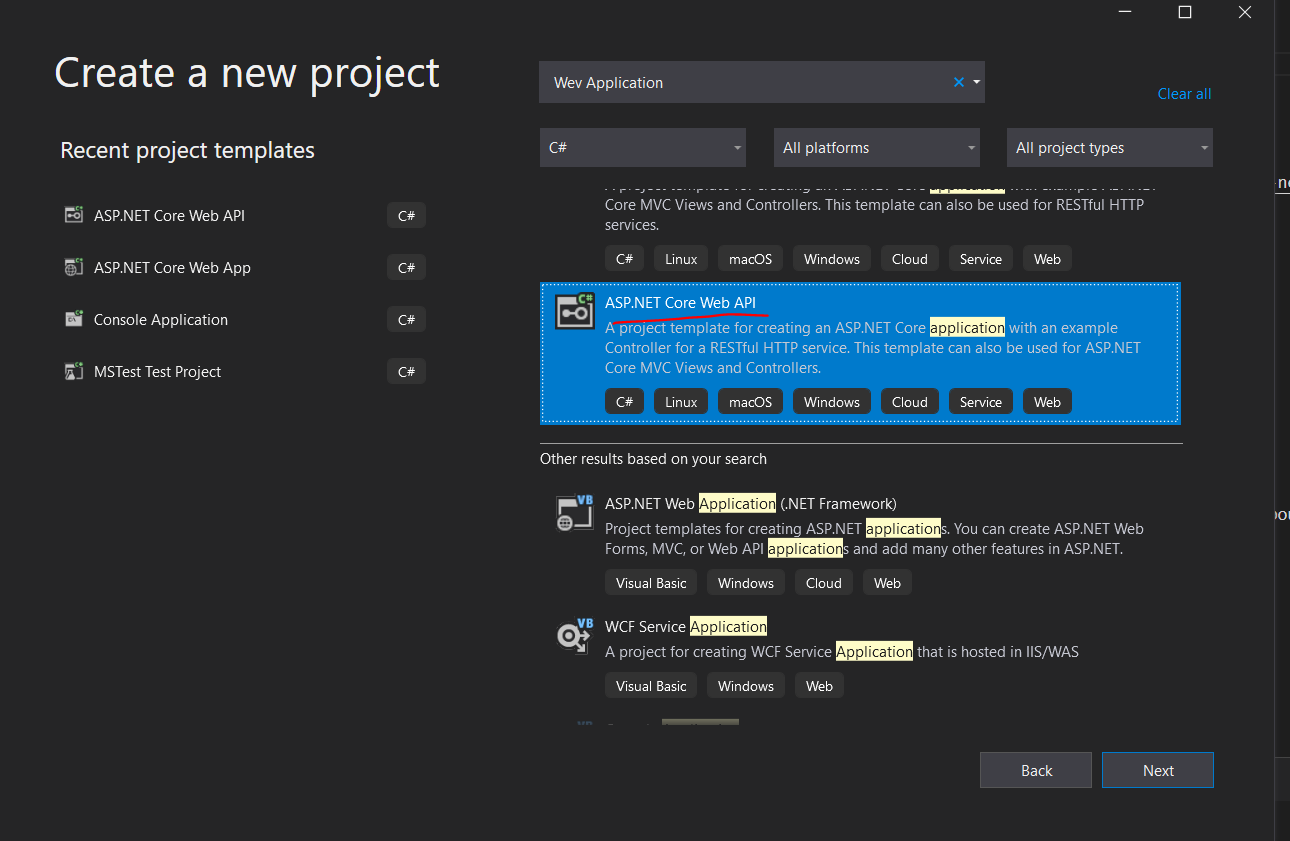 Create a new project
Recent project templates
ASP.NET Core Web API
C#
ASP.NET Core Web App
C#
Console Application
C#
MSTest Test Project
C#
Wev Application
Clear all
C#
All platforms
All project types
Core MVC Views and Controllers. This template can also be used for RESTful HTTP
services.
C# Linux macOS Windows Cloud Service Web
ASP.NET Core Web API
A project template for creating an ASP.NET Core application with an example
Controller for a RESTful HTTP service. This template can also be used for ASP.NET
Core MVC Views and Controllers.
C# Linux macOS Windows Cloud Service Web
Other results based on your search
ASP.NET Web Application (.NET Framework)
Project templates for creating ASP.NET applications. You can create ASP.NET Web
Forms, MVC, or Web API applications and add many other features in ASP.NET.
Visual Basic Windows Cloud Web
WCF Service Application
A project for creating WCF Service Application that is hosted in IIS/WAS
Visual Basic Windows Web
Back
Next